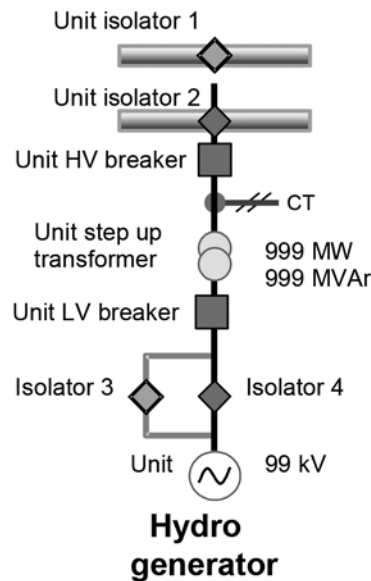 Unit isolator 1
Unit isolator 2
Unit HV breaker
CT
Unit step up
transformer
999 MW
999 MVAr
Unit LV breaker
Isolator 3
Isolator 4
Unit
99 kV
Hydro
generator